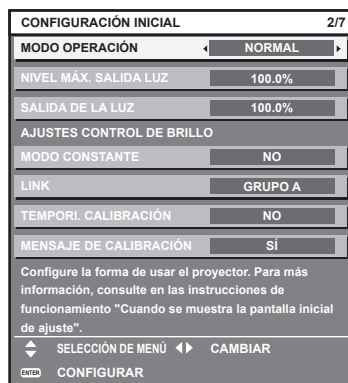 CONFIGURACIÓN INICIAL 2/7
MODO OPERACIÓN NORMAL
NIVEL MÁX. SALIDA LUZ 100.0%
SALIDA DE LA LUZ 100.0%
AJUSTES CONTROL DE BRILLO
MODO CONSTANTE NO
LINK GRUPO A
TEMPORI. CALIBRACIÓN NO
MENSAJE DE CALIBRACIÓN SÍ
Configure la forma de usar el proyector. Para más
información, consulte en las instrucciones de
funcionamiento "Cuando se muestra la pantalla inicial
de ajuste".
SELECCIÓN DE MENÚ CAMBIAR
ENTER CONFIGURAR